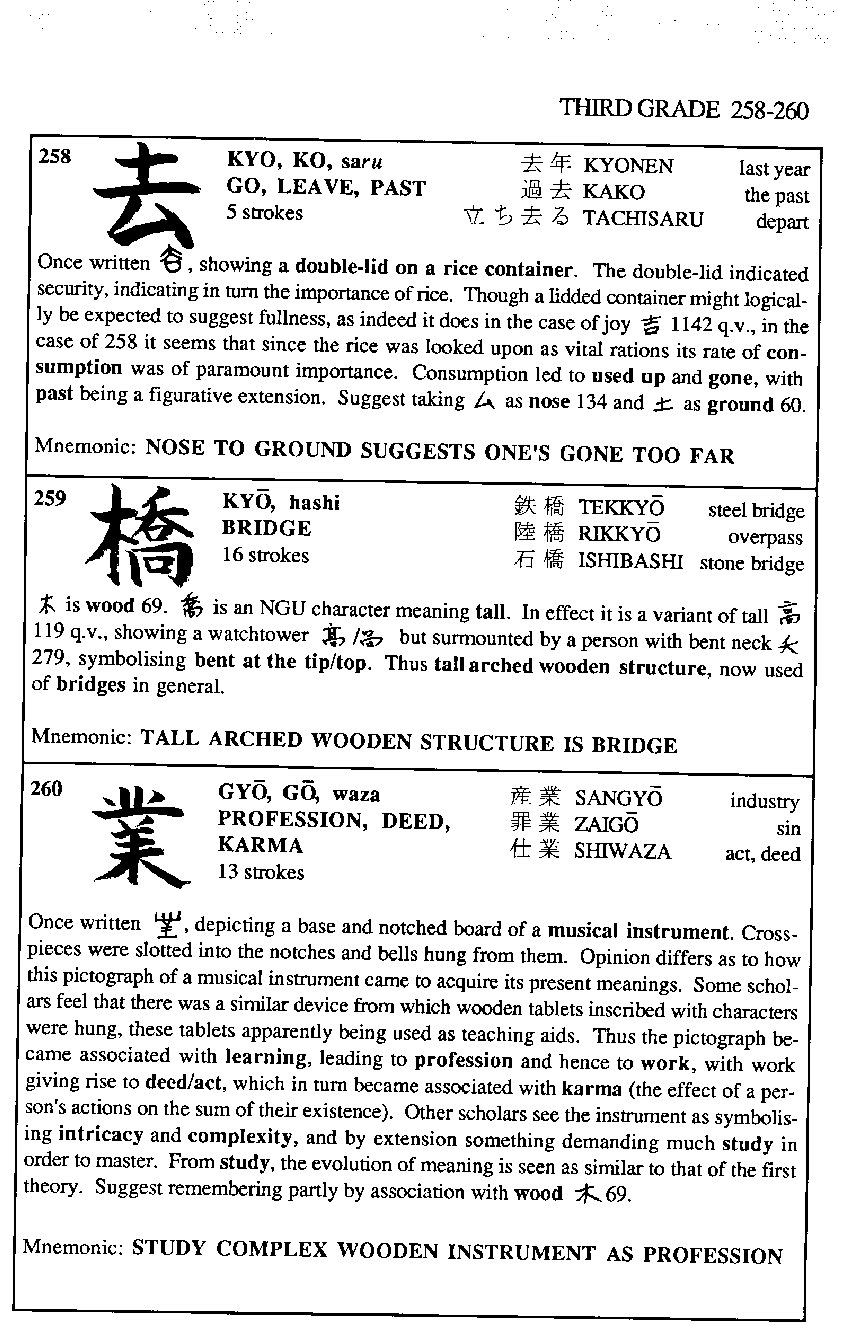 THIRD GRADE 258-260
258 去 KYO, KO, saru 去年 KYONEN last year
GO, LEAVE, PAST 過去 KAKO the past
5 strokes 立ち去る TACHISARU depart
Once written , showing a double-lid on a rice container. The double-lid indicated
security, indicating in turn the importance of rice. Though a lidded container might logical-
ly be expected to suggest fullness, as indeed it does in the case of joy 吉 1142 q.v., in the
case of 258 it seems that since the rice was looked upon as vital rations its rate of con-
sumption was of paramount importance. Consumption led to used up and gone, with
past being a figurative extension. Suggest taking ム as nose 134 and 土 as ground 60.
Mnemonic: NOSE TO GROUND SUGGESTS ONE'S GONE TOO FAR
259 橋 KYŌ, hashi 鉄橋 TEKKYŌ steel bridge
BRIDGE 陸橋 RIKKYŌ overpass
16 strokes 石橋 ISHIBASHI stone bridge
木 is wood 69. 喬 is an NGU character meaning tall. In effect it is a variant of tall 高
119 q.v., showing a watchtower / but surmounted by a person with bent neck 夭
279, symbolising bent at the tip/top. Thus tall arched wooden structure, now used
of bridges in general.
Mnemonic: TALL ARCHED WOODEN STRUCTURE IS BRIDGE
260 業 GYŌ, GŌ, waza 産業 SANGYŌ industry
PROFESSION, DEED, 罪業 ZAIGŌ sin
KARMA 仕業 SHIWAZA act, deed
13 strokes
Once written , depicting a base and notched board of a musical instrument. Cross-
pieces were slotted into the notches and bells hung from them. Opinion differs as to how
this pictograph of a musical instrument came to acquire its present meanings. Some schol-
ars feel that there was a similar device from which wooden tablets inscribed with characters
were hung, these tablets apparently being used as teaching aids. Thus the pictograph be-
came associated with learning, leading to profession and hence to work, with work
giving rise to deed/act, which in turn became associated with karma (the effect of a per-
son's actions on the sum of their existence). Other scholars see the instrument as symbolis-
ing intricacy and complexity, and by extension something demanding much study in
order to master. From study, the evolution of meaning is seen as similar to that of the first
theory. Suggest remembering partly by association with wood 木 69.
Mnemonic: STUDY COMPLEX WOODEN INSTRUMENT AS PROFESSION